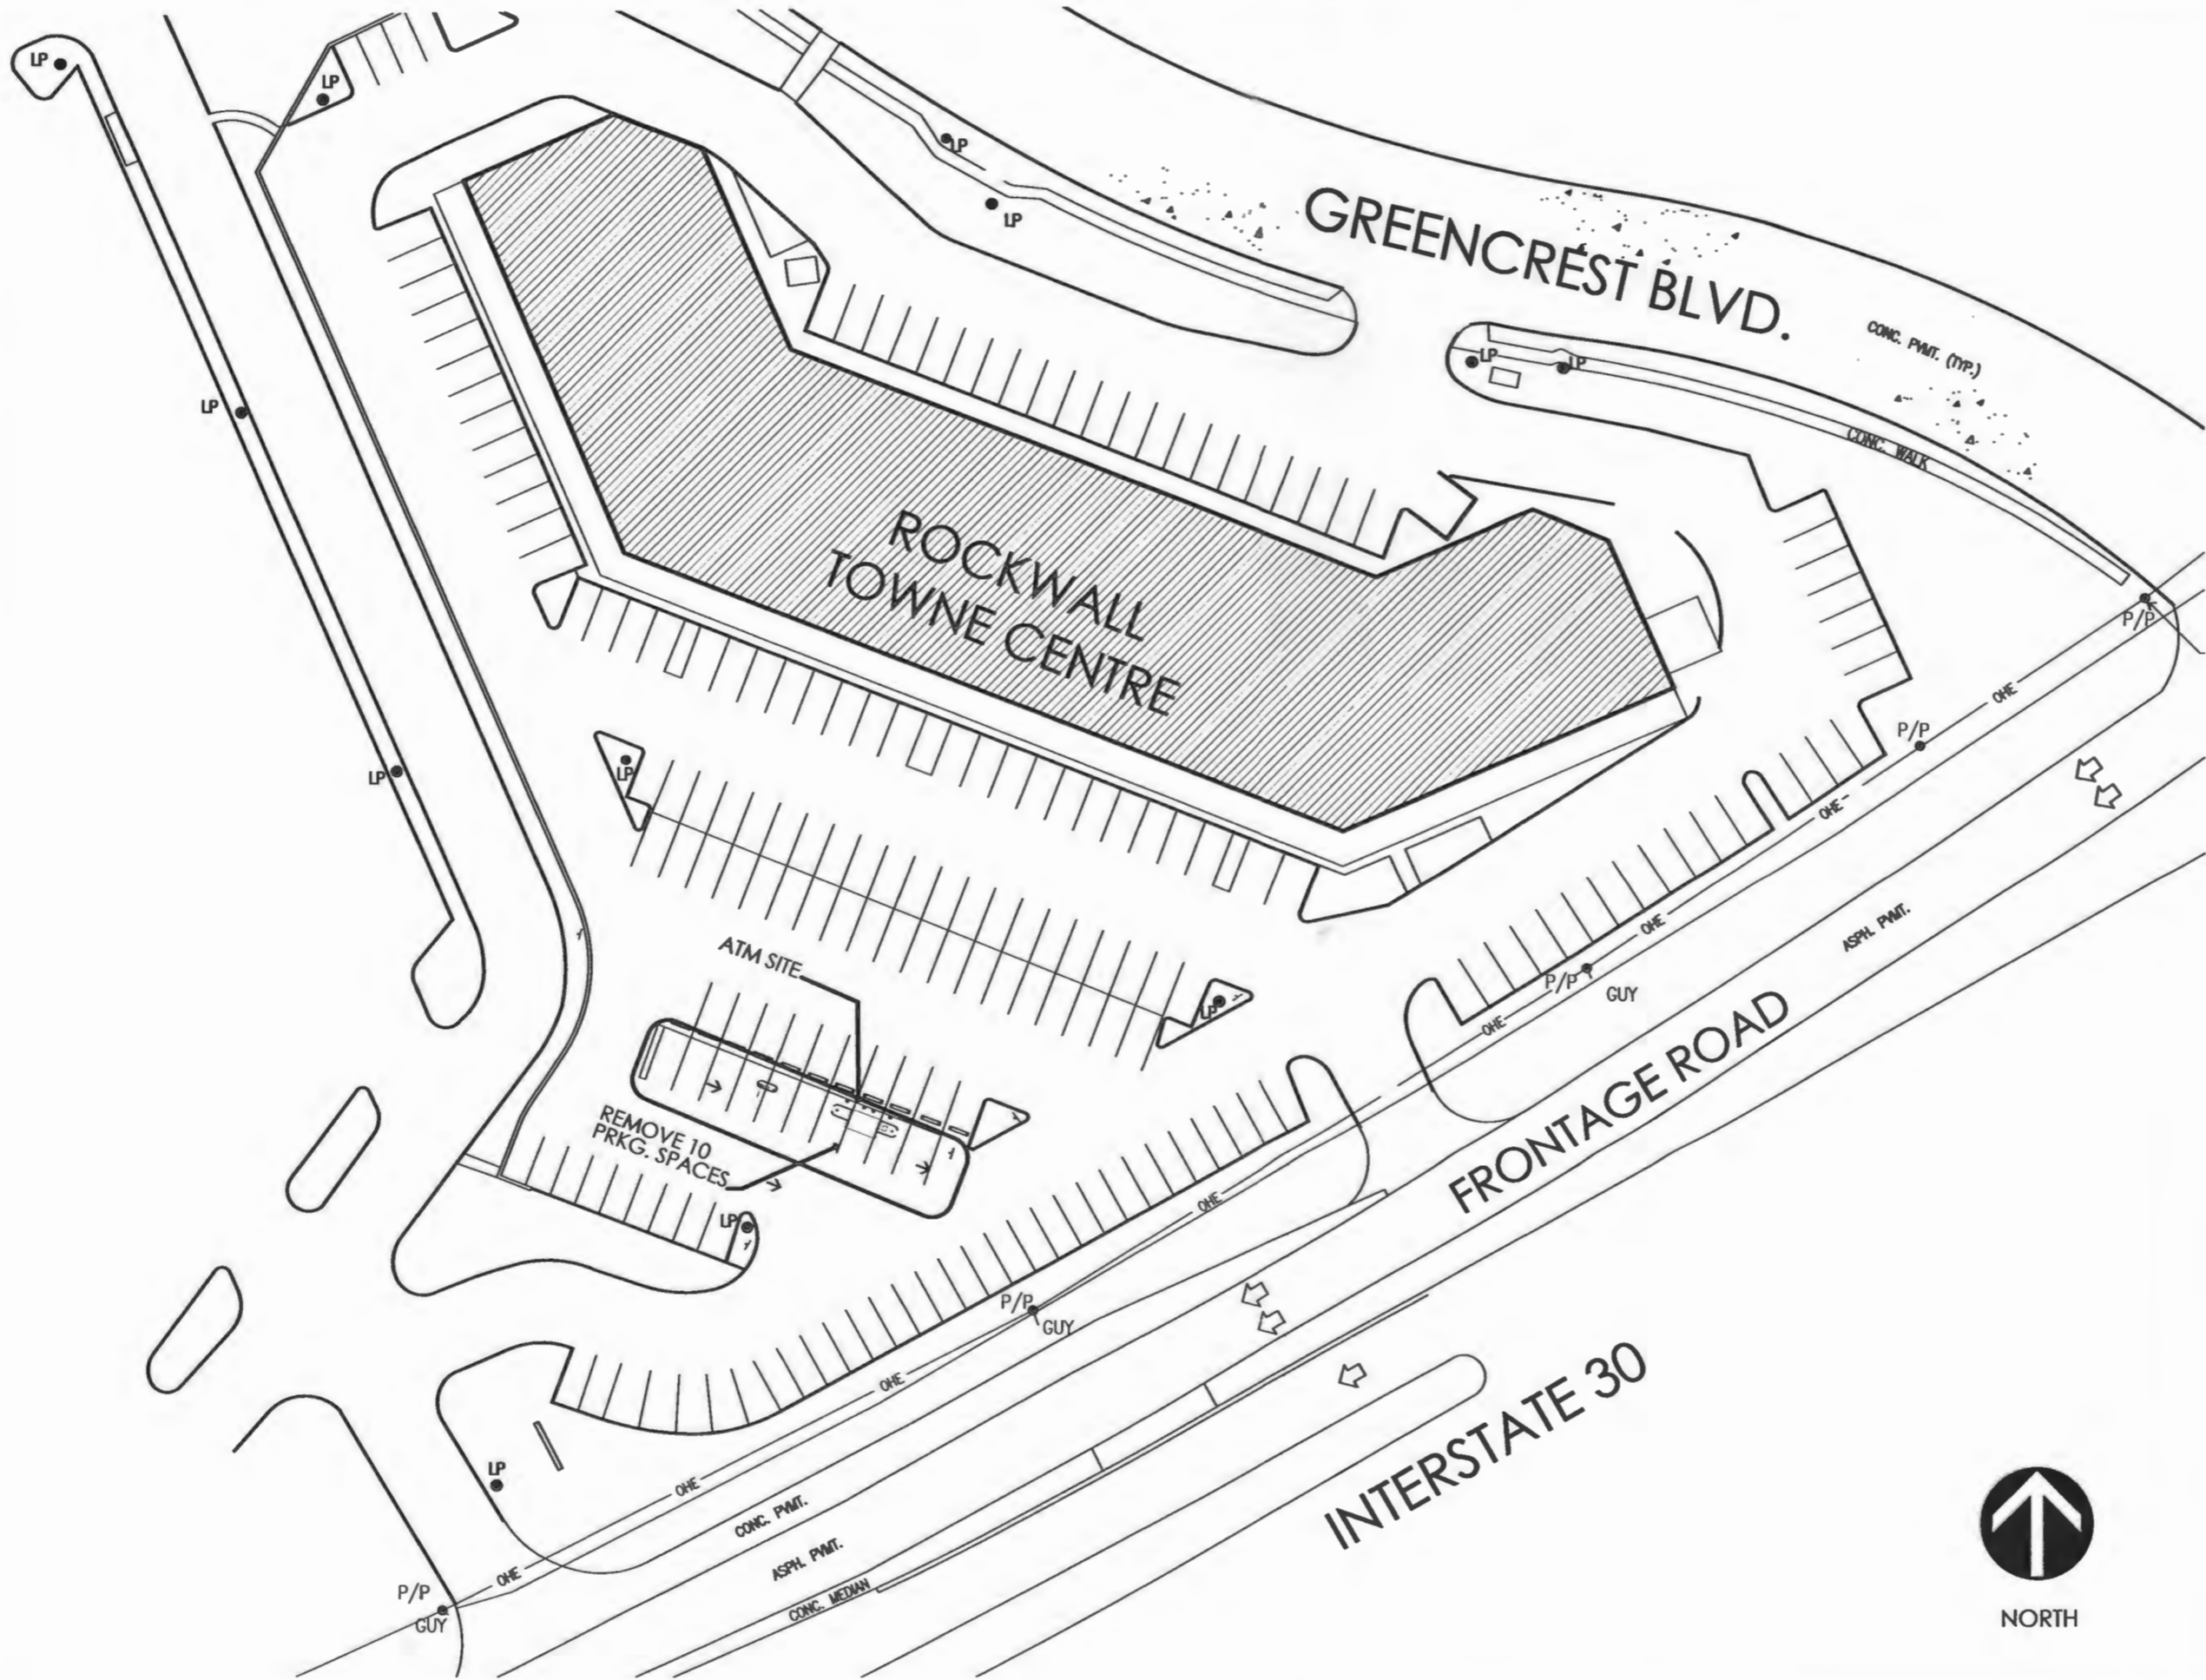 LP
LP
LP
LP
GREENCREST BLVD.
CONC. PVMT. (TYP.)
LP
LP
LP
CONC. WALK
ROCKWALL
TOWNE CENTRE
P/P
OHE
P/P
LP
LP
OHE
ATM SITE
ASPH. PVMT.
OHE
P/P
GUY
LP
OHE
FRONTAGE ROAD
REMOVE 10
PRKG. SPACES
LP
OHE
P/P
GUY
OHE
INTERSTATE 30
LP
OHE
CONC. PVMT.
ASPH. PVMT.
OHE
CONC. MEDIAN
P/P
GUY
NORTH